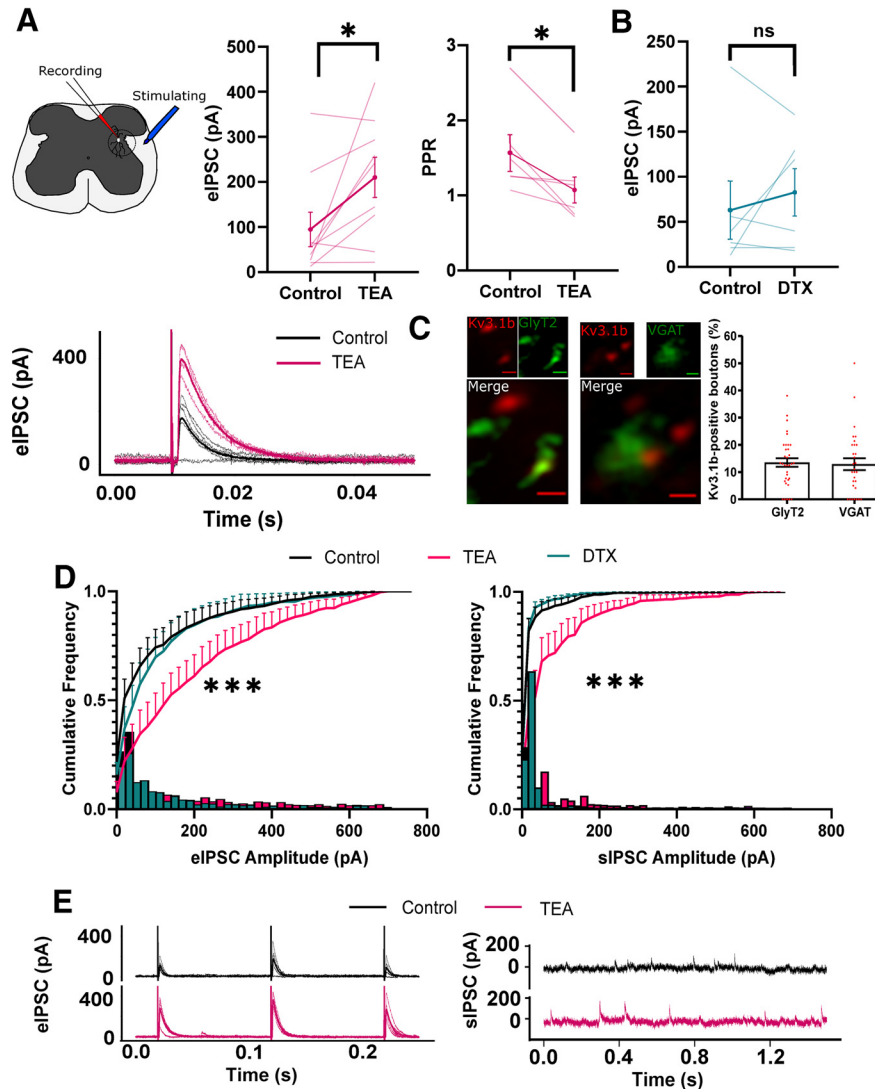 A
B
Recording
Stimulating
500
400
300
200
100
0
eIPSC (pA)
*
Control
TEA
3
2
1
0
PPR
*
Control
TEA
250
200
150
100
50
0
eIPSC (pA)
ns
Control
DTX
400
200
0
eIPSC (pA)
Control
TEA
0.00
0.02
0.04
Time (s)
C
Kv3.1b
GlyT2
Merge
Kv3.1b
VGAT
Merge
Kv3.1b-positive boutons (%)
60
50
40
30
20
10
0
GlyT2
VGAT
Control
TEA
DTX
D
1.0
0.5
0.0
Cumulative Frequency
***
0
200
400
600
800
eIPSC Amplitude (pA)
1.0
0.5
0.0
Cumulative Frequency
***
0
200
400
600
800
sIPSC Amplitude (pA)
E
Control
TEA
400
0
400
0
eIPSC (pA)
0.0
0.1
0.2
Time (s)
200
0
200
0
sIPSC (pA)
0.0
0.4
0.8
1.2
Time (s)